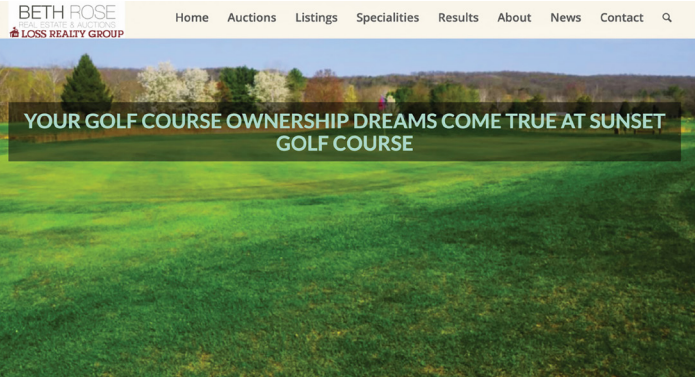 BETH ROSE
REAL ESTATE & AUCTIONS
LOSS REALTY GROUP
Home Auctions Listings Specialities Results About News Contact
YOUR GOLF COURSE OWNERSHIP DREAMS COME TRUE AT SUNSET
GOLF COURSE